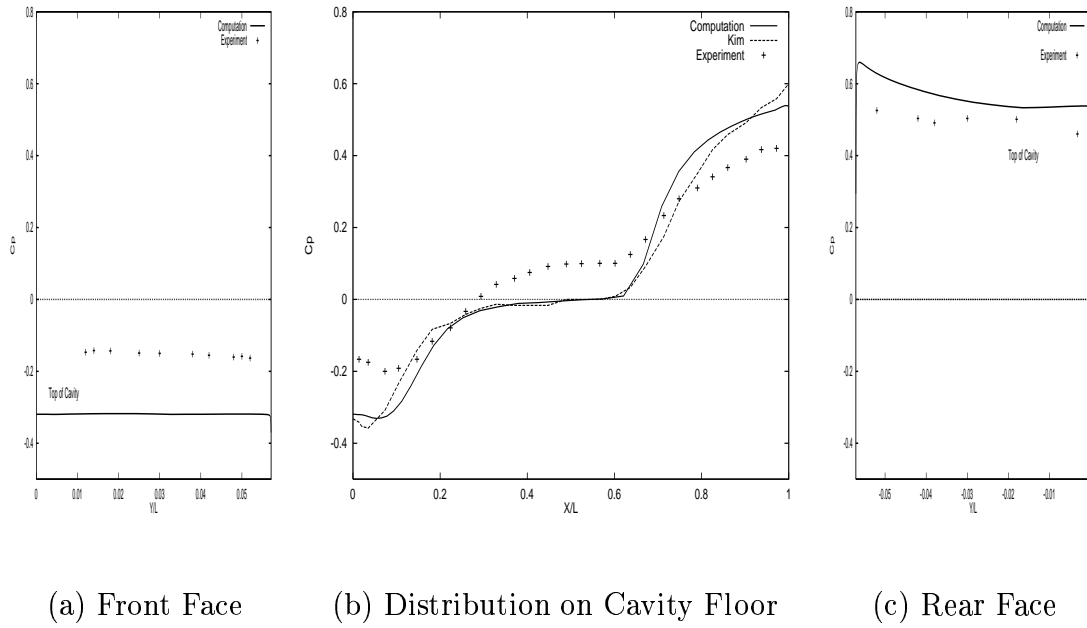 0.8
0.6
0.4
0.2
0
-0.2
-0.4
Cp
Computation
Experiment
Top of Cavity
0 0.01 0.02 0.03 0.04 0.05
Y/L
0.8
0.6
0.4
0.2
0
-0.2
-0.4
Cp
Computation
Kim
Experiment
0 0.2 0.4 0.6 0.8 1
X/L
0.8
0.6
0.4
0.2
0
-0.2
-0.4
Cp
Computation
Experiment
Top of Cavity
-0.05 -0.04 -0.03 -0.02 -0.01
Y/L
(a) Front Face
(b) Distribution on Cavity Floor
(c) Rear Face